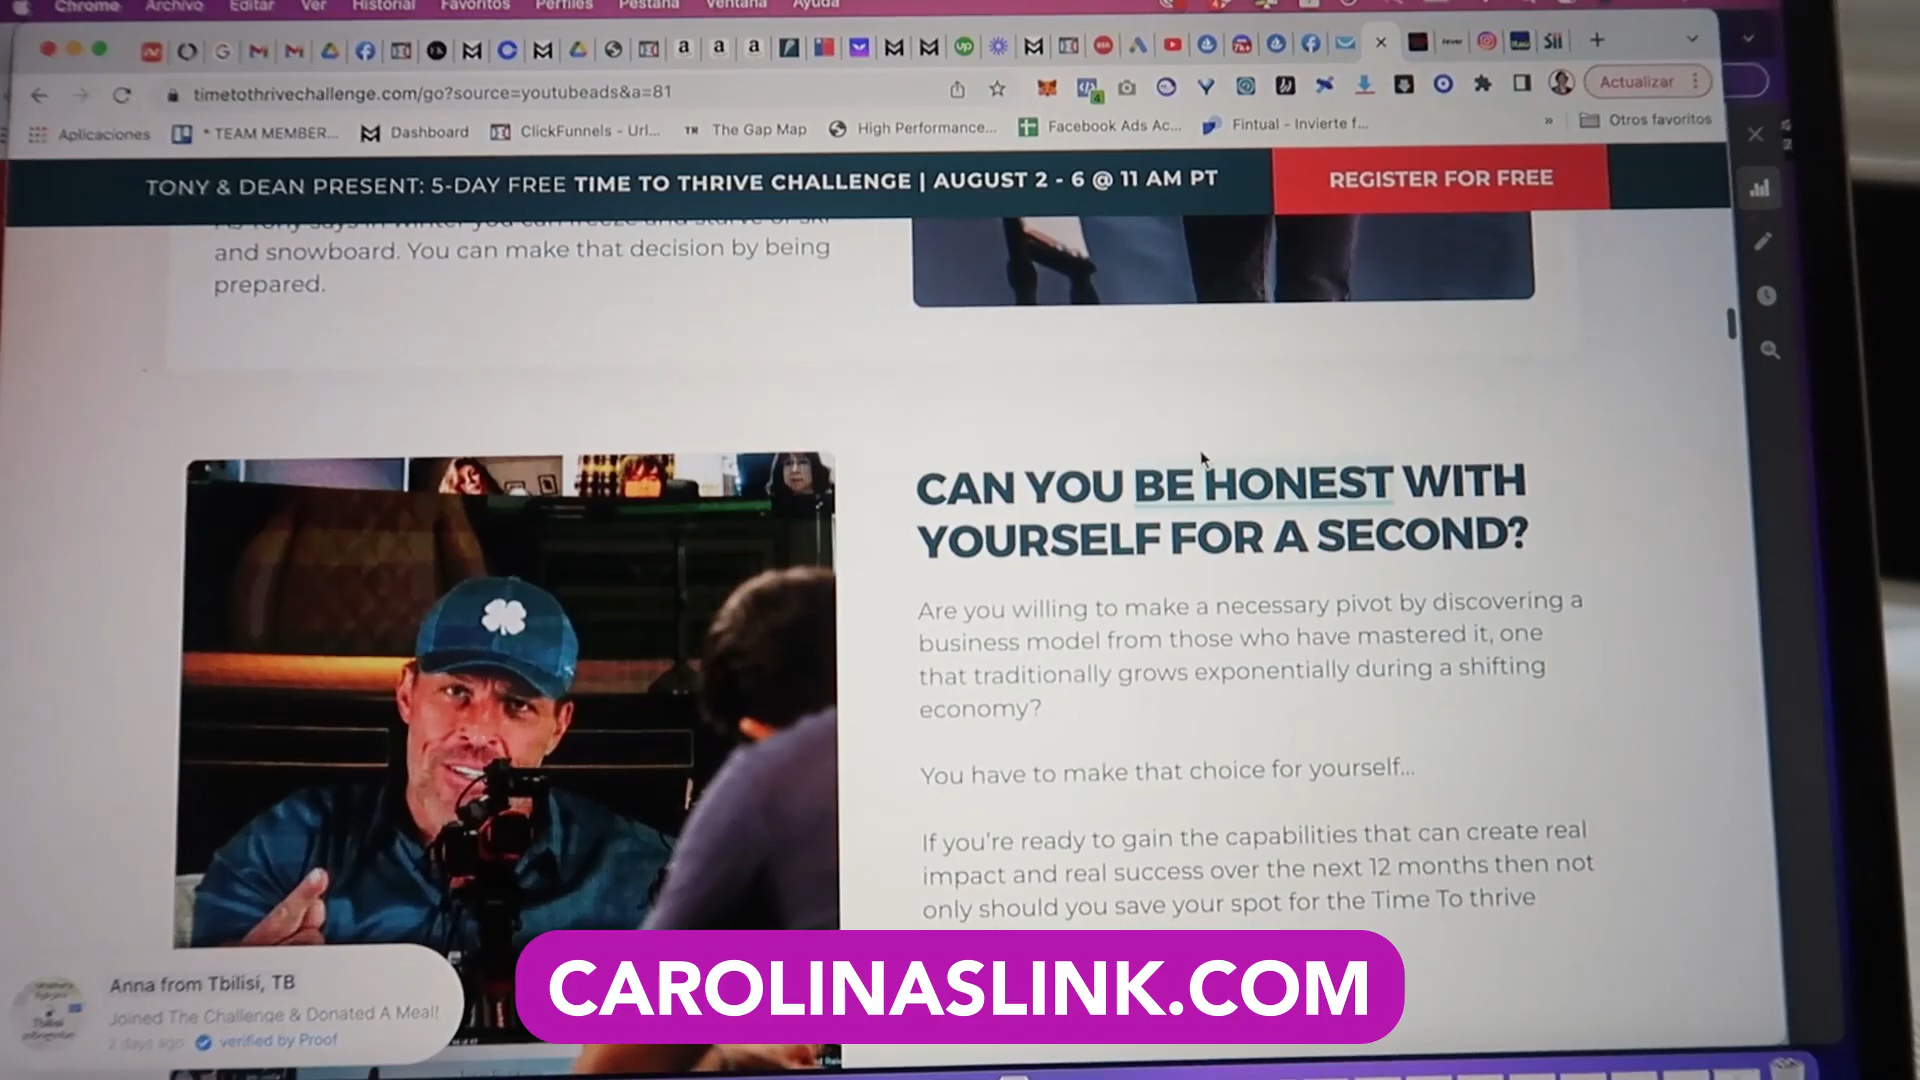 Chrome Archivo Editar Ver Historial Favoritos Perfiles Pestaña Ventana Ayuda
timetothrivechallenge.com/go?source=youtubeads&a=81
Actualizar
Aplicaciones
* TEAM MEMBER...
Dashboard
ClickFunnels - Url...
The Gap Map
High Performance...
Facebook Ads Ac...
Fintual - Invierte f...
»
Otros favoritos
TONY & DEAN PRESENT: 5-DAY FREE TIME TO THRIVE CHALLENGE | AUGUST 2 - 6 @ 11 AM PT
REGISTER FOR FREE
and snowboard. You can make that decision by being
prepared.
CAN YOU BE HONEST WITH
YOURSELF FOR A SECOND?
Are you willing to make a necessary pivot by discovering a
business model from those who have mastered it, one
that traditionally grows exponentially during a shifting
economy?
You have to make that choice for yourself...
If you're ready to gain the capabilities that can create real
impact and real success over the next 12 months then not
only should you save your spot for the Time To thrive
Anna from Tbilisi, TB
Joined The Challenge & Donated A Meal!
2 days ago verified by Proof
CAROLINASLINK.COM